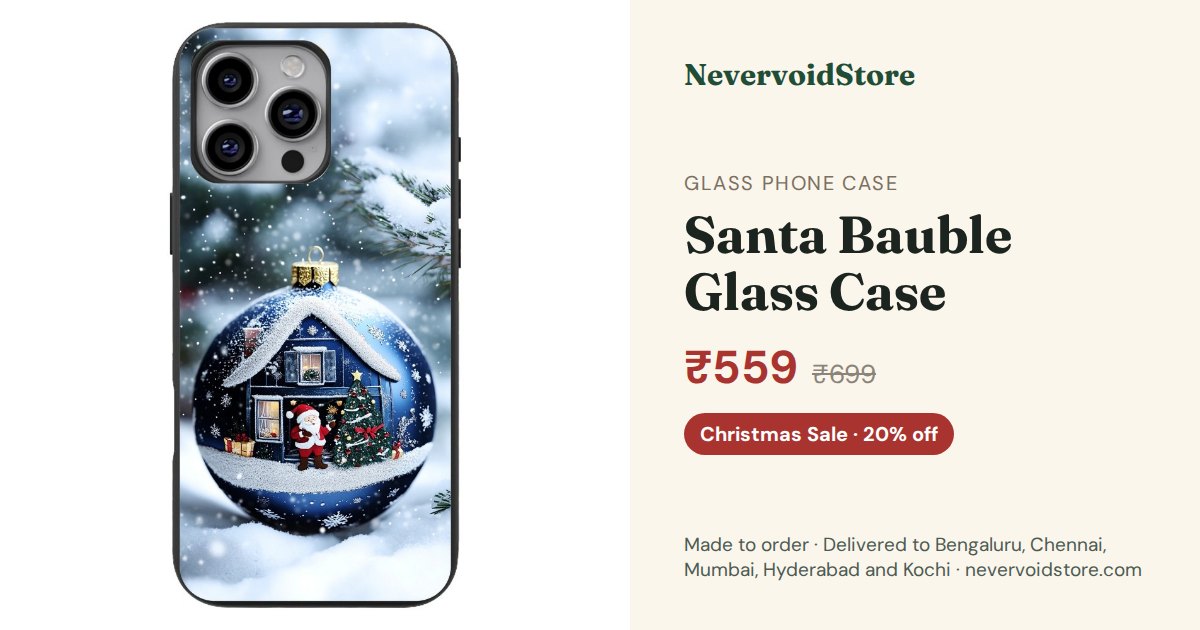 NevervoidStore
GLASS PHONE CASE
Santa Bauble
Glass Case
₹559 ₹699
Christmas Sale · 20% off
Made to order · Delivered to Bengaluru, Chennai,
Mumbai, Hyderabad and Kochi · nevervoidstore.com